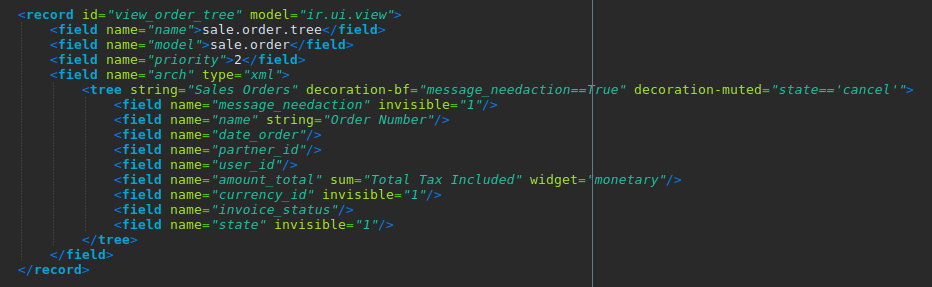 <record id="view_order_tree" model="ir.ui.view">
    <field name="name">sale.order.tree</field>
    <field name="model">sale.order</field>
    <field name="priority">2</field>
    <field name="arch" type="xml">
        <tree string="Sales Orders" decoration-bf="message_needaction==True" decoration-muted="state=='cancel'">
            <field name="message_needaction" invisible="1"/>
            <field name="name" string="Order Number"/>
            <field name="date_order"/>
            <field name="partner_id"/>
            <field name="user_id"/>
            <field name="amount_total" sum="Total Tax Included" widget="monetary"/>
            <field name="currency_id" invisible="1"/>
            <field name="invoice_status"/>
            <field name="state" invisible="1"/>
        </tree>
    </field>
</record>